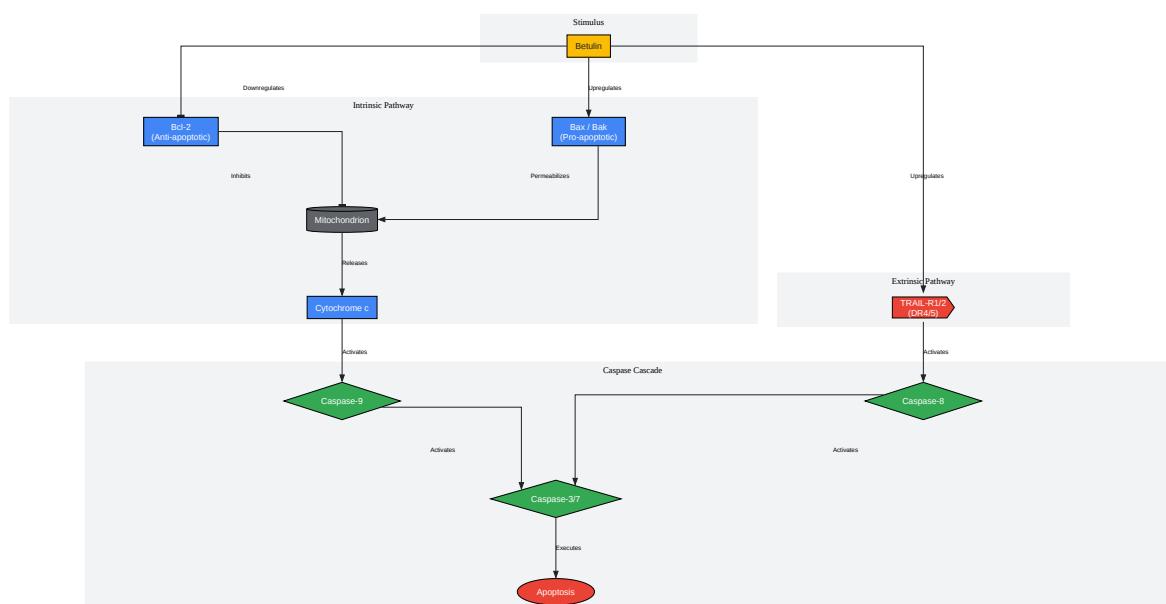 Stimulus
Betulin
Downregulates
Upregulates
Intrinsic Pathway
Bcl-2
(Anti-apoptotic)
Bax / Bak
(Pro-apoptotic)
Inhibits
Permeabilizes
Upregulates
Mitochondrion
Releases
Extrinsic Pathway
TRAIL-R1/2
(DR4/5)
Cytochrome c
Activates
Activates
Caspase Cascade
Caspase-9
Caspase-8
Activates
Activates
Caspase-3/7
Executes
Apoptosis